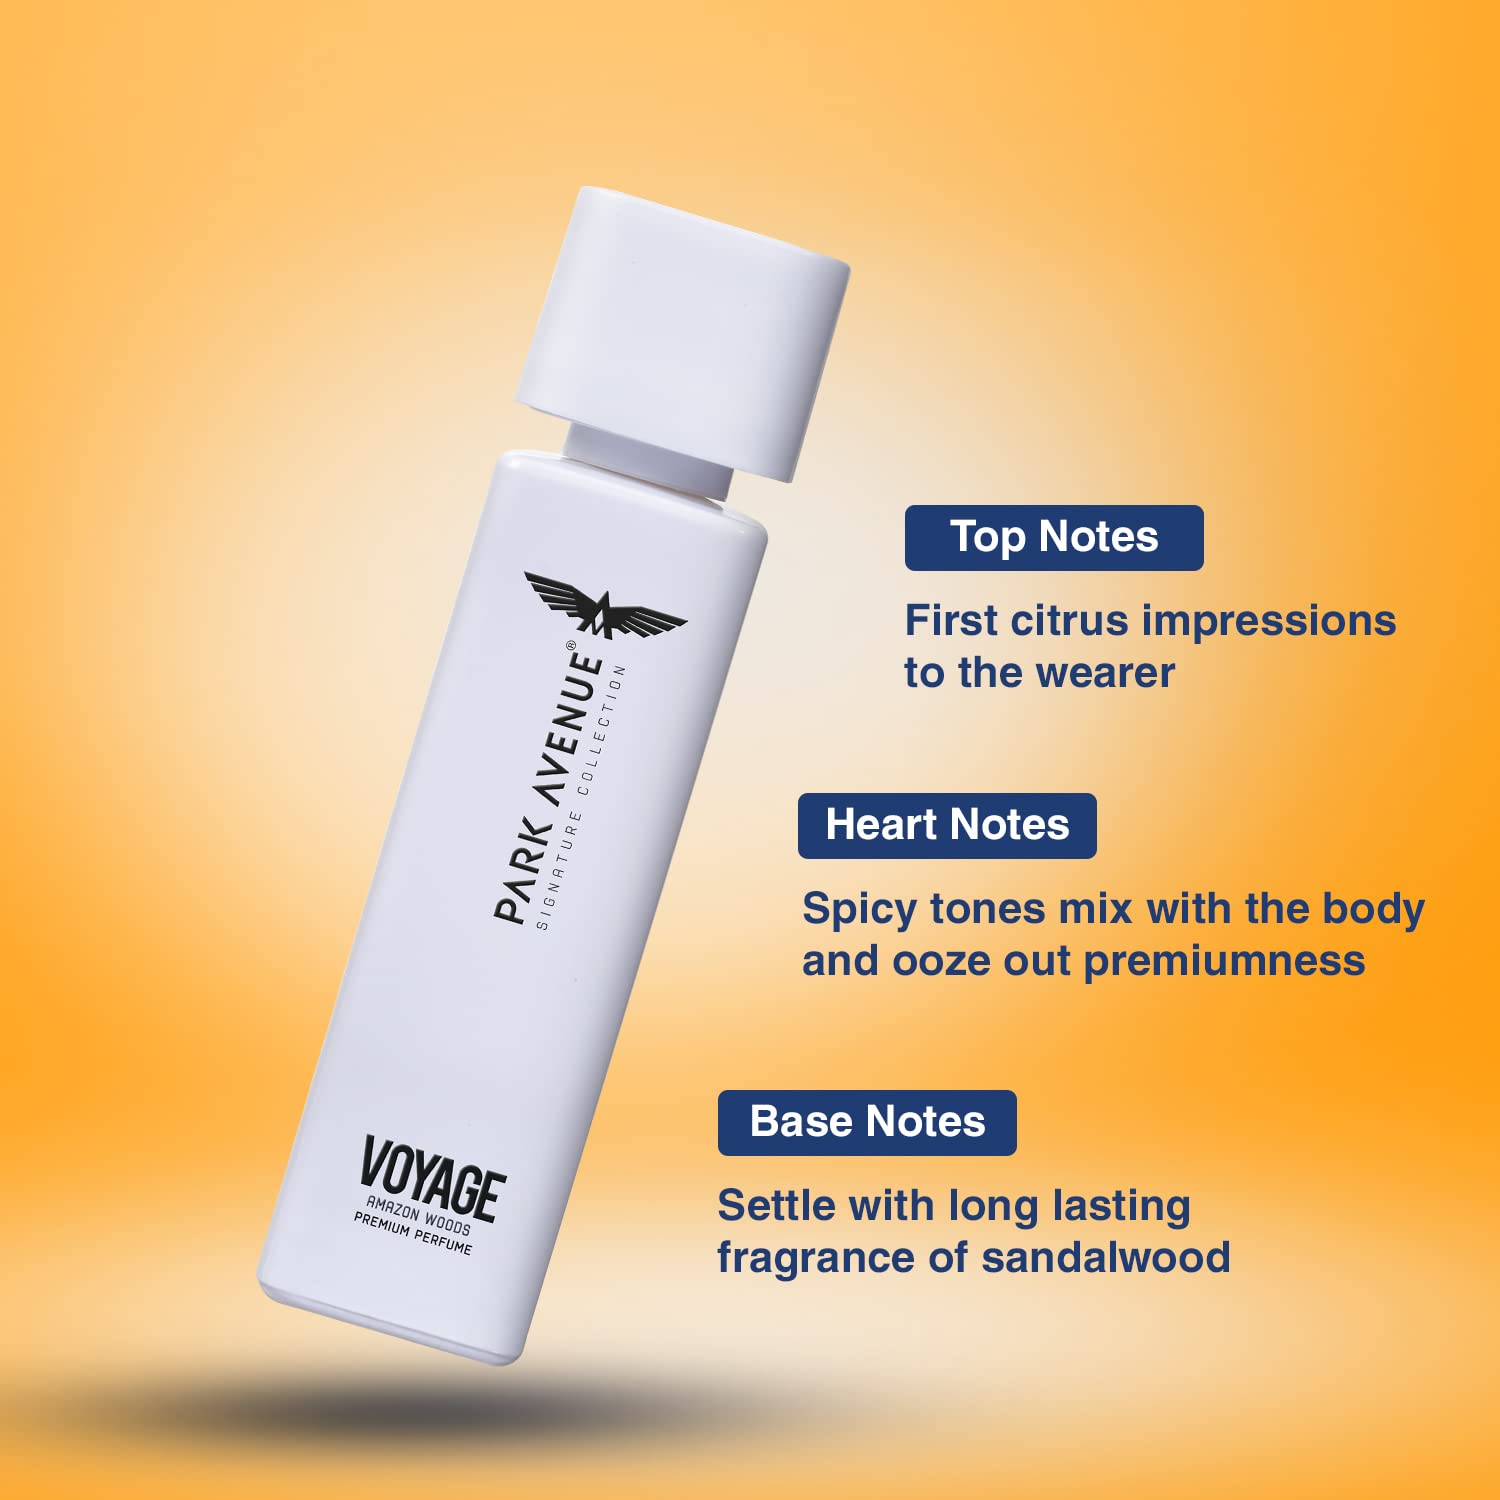 PARK AVENUE®
SIGNATURE COLLECTION
VOYAGE
AMAZON WOODS
PREMIUM PERFUME
Top Notes
First citrus impressions
to the wearer
Heart Notes
Spicy tones mix with the body
and ooze out premiumness
Base Notes
Settle with long lasting
fragrance of sandalwood